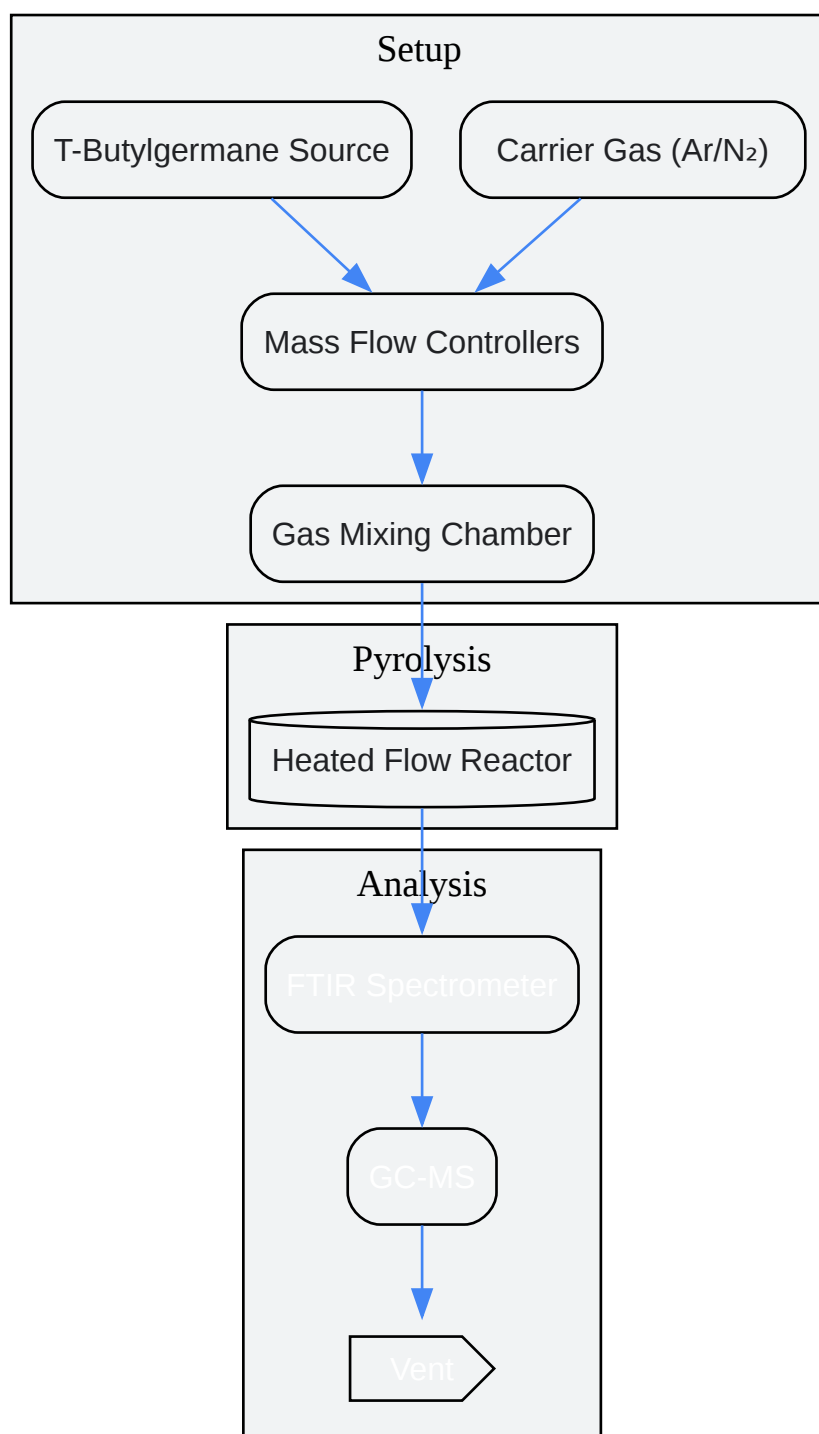 Setup
T-Butylgermane Source
Carrier Gas (Ar/N₂)
Mass Flow Controllers
Gas Mixing Chamber
Pyrolysis
Heated Flow Reactor
Analysis
FTIR Spectrometer
GC-MS
Vent